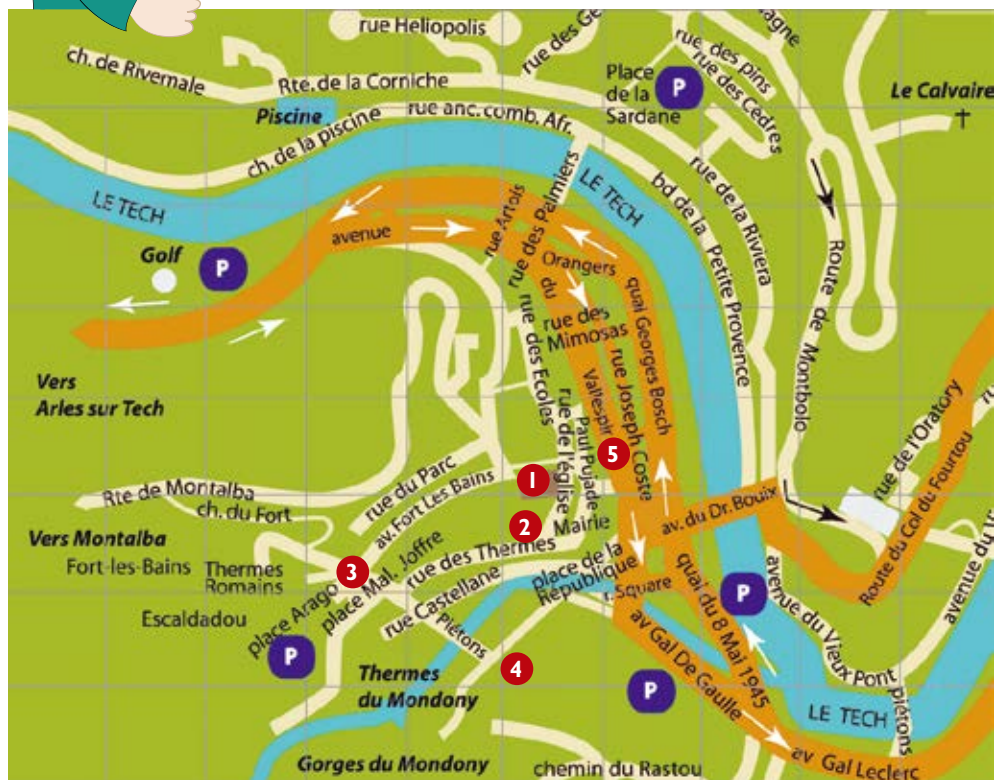 rue Heliopolis
rue des Ge
agne
ch. de Rivernale
Rte. de la Corniche
rue des pins
rue des Cèdres
Place
de la
Sardane
P
Le Calvaire
Piscine
rue anc. comb. Afr.
ch. de la piscine
LE TECH
LE TECH
rue Artois
rue des Palmiers
bd de la Petite Provence
rue de la Riviera
Route de Montbolo
Golf
P
avenue
du
Vallespir
Orangers
quai Georges Bosch
rue des
Mimosas
rue Joseph Coste
rue des Ecoles
rue de l'église
Paul Pujade
Vers
Arles sur Tech
5
rue de l'Oratory
ru
Route du Col du Fourtou
Rte de Montalba
ch. du Fort
rue du Parc
av. Fort Les Bains
1
2
Mairie
av. du Dr. Bouix
Vers Montalba
Fort-les-Bains
Thermes
Romains
3
place Mal. Joffre
rue des Thermes
place de la
République
r. Square
rue Castellane
Escaldadou
place Arago
P
Piétons
4
P
P
quai du 8 Mai 1945
av Gal De Gaulle
avenue du Vieux Pont
avenue du V
piétons
Thermes
du Mondony
LE TECH
av Gal Leclerc
Gorges du Mondony
chemin du Rastou